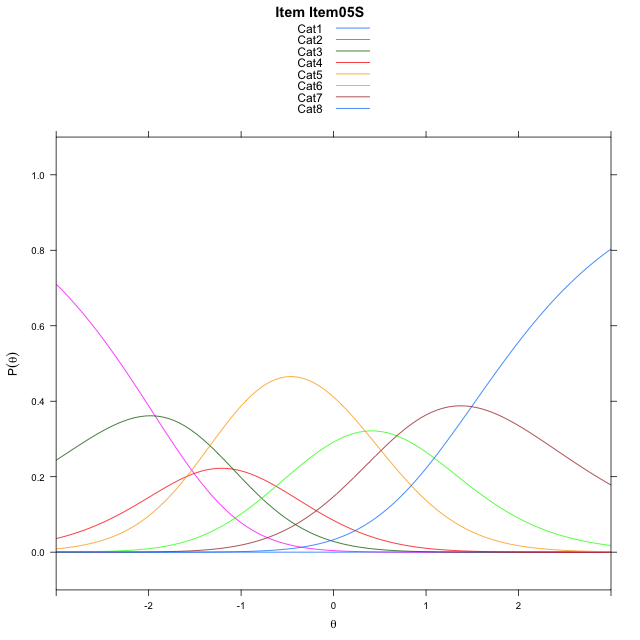 Item Item05S
Cat1
Cat2
Cat3
Cat4
Cat5
Cat6
Cat7
Cat8
1.0
0.8
0.6
0.4
0.2
0.0
P(θ)
-2 -1 0 1 2
θ